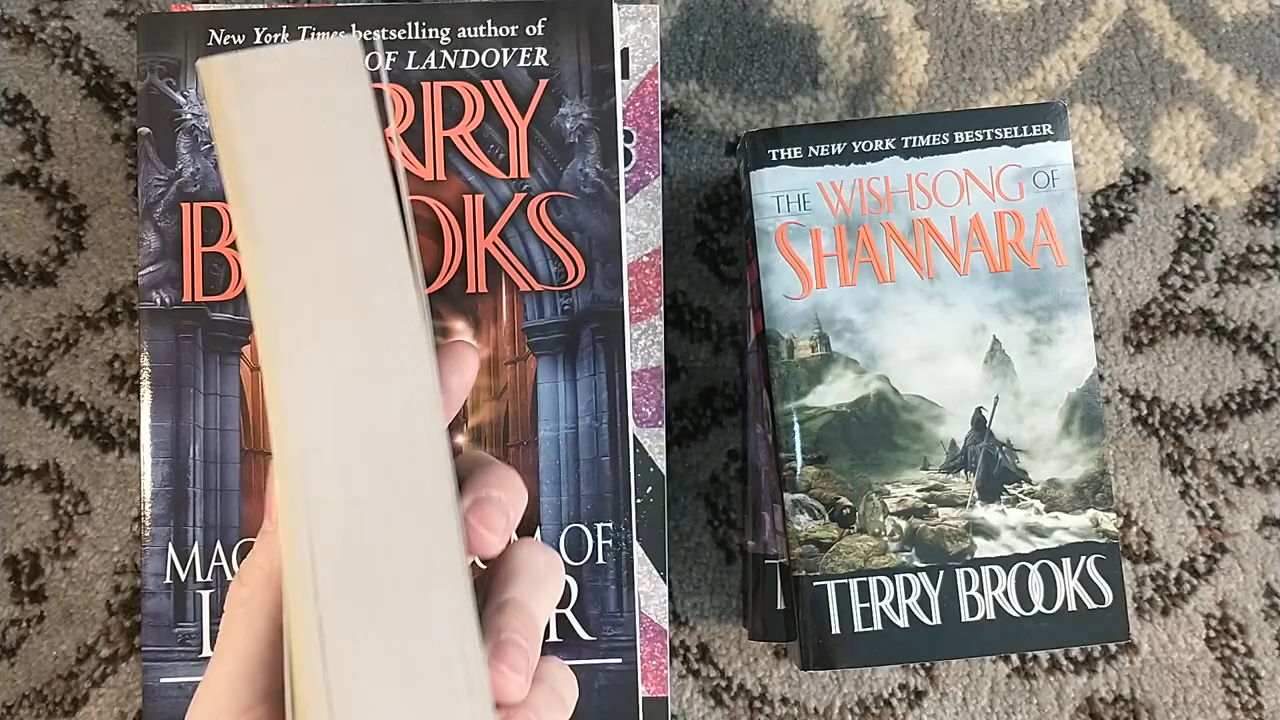 New York Times bestselling author of
OF LANDOVER
RRY
B OKS
MAG M OF
L R
THE NEW YORK TIMES BESTSELLER
THE WISHSONG OF
SHANNARA
TERRY BROOKS
T